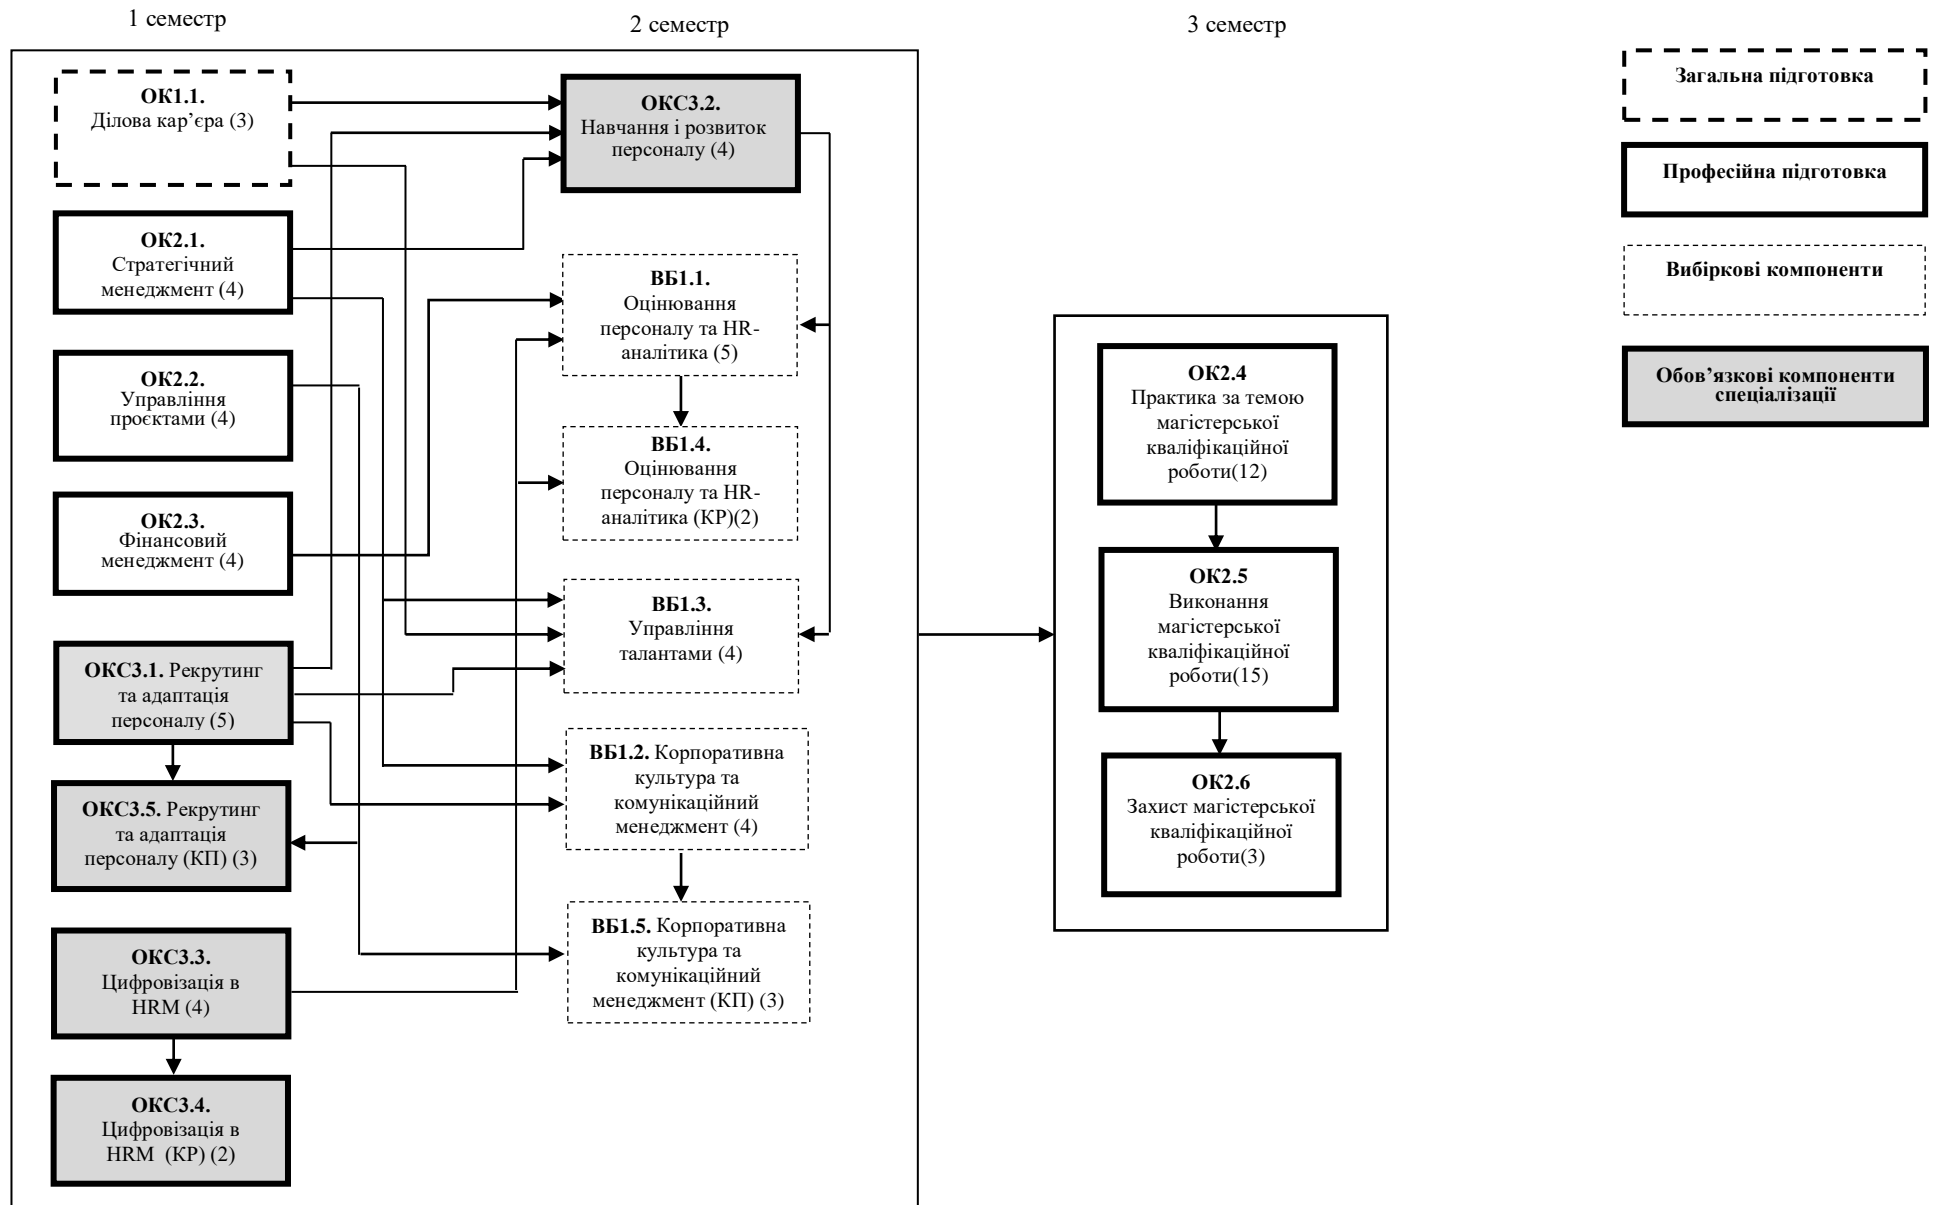 1 семестр
2 семестр
3 семестр
ОК1.1.
Ділова кар’єра (3)
ОК2.1.
Стратегічний
менеджмент (4)
ОК2.2.
Управління
проєктами (4)
ОК2.3.
Фінансовий
менеджмент (4)
ОКС3.1. Рекрутинг
та адаптація
персоналу (5)
ОКС3.5. Рекрутинг
та адаптація
персоналу (КП) (3)
ОКС3.3.
Цифровізація в
HRM (4)
ОКС3.4.
Цифровізація в
HRM (КР) (2)
ОКС3.2.
Навчання і розвиток
персоналу (4)
ВБ1.1.
Оцінювання
персоналу та HR-
аналітика (5)
ВБ1.4.
Оцінювання
персоналу та HR-
аналітика (КР)(2)
ВБ1.3.
Управління
талантами (4)
ВБ1.2. Корпоративна
культура та
комунікаційний
менеджмент (4)
ВБ1.5. Корпоративна
культура та
комунікаційний
менеджмент (КП) (3)
ОК2.4
Практика за темою
магістерської
кваліфікаційної
роботи(12)
ОК2.5
Виконання
магістерської
кваліфікаційної
роботи(15)
ОК2.6
Захист магістерської
кваліфікаційної
роботи(3)
Загальна підготовка
Професійна підготовка
Вибіркові компоненти
Обов’язкові компоненти
спеціалізації